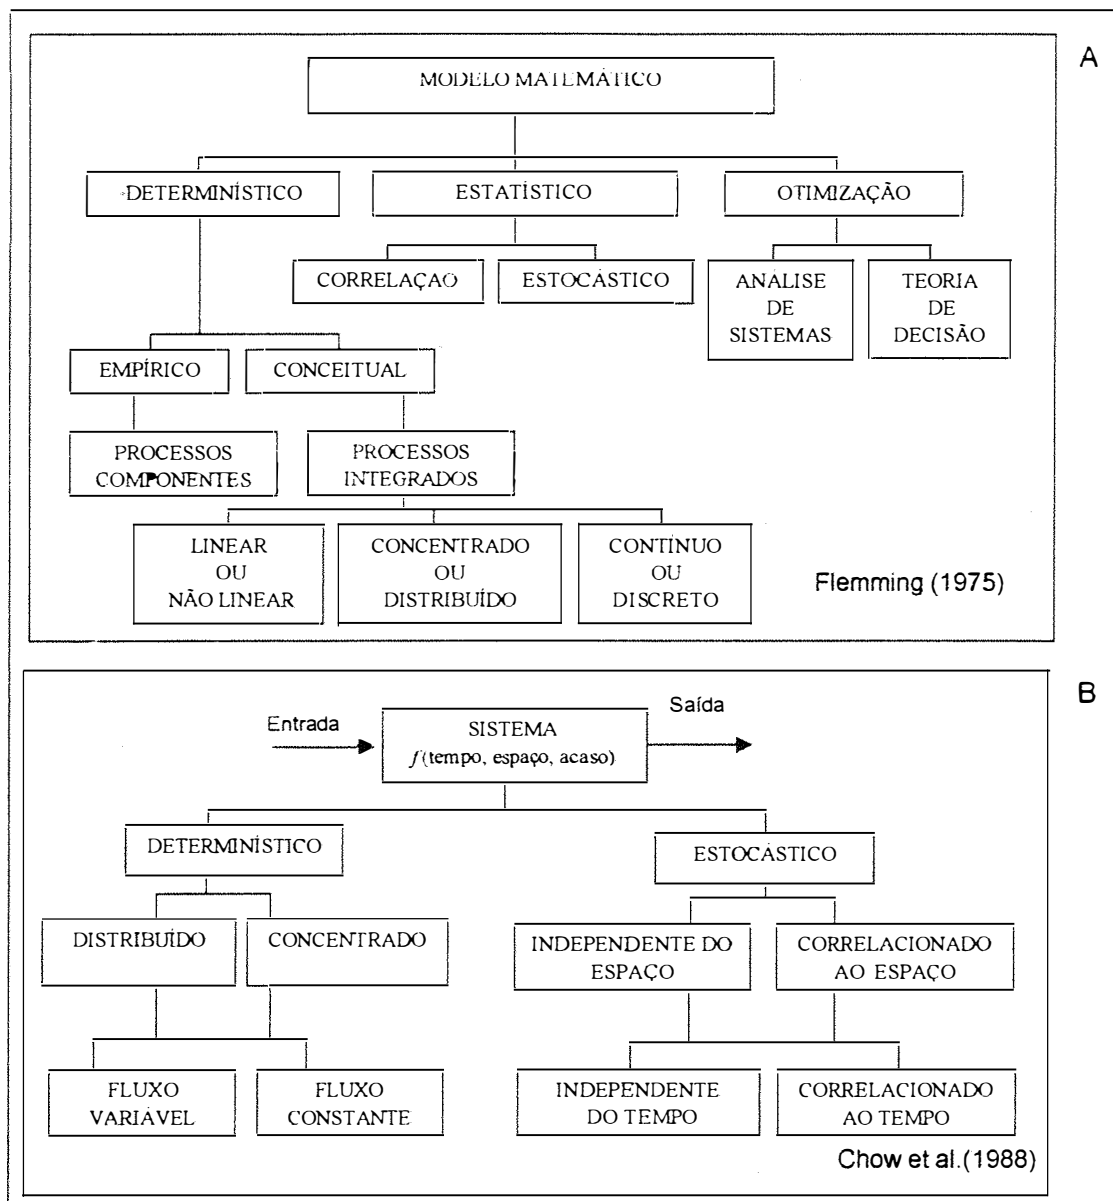 A
MODELO MATEMÁTICO
DETERMINÍSTICO
ESTATÍSTICO
OTIMIZAÇÃO
CORRELAÇAO
ESTOCÁSTICO
ANÁLISE
DE
SISTEMAS
TEORIA
DE
DECISÃO
EMPÍRICO
CONCEITUAL
PROCESSOS
COMPONENTES
PROCESSOS
INTEGRADOS
LINEAR
OU
NÃO LINEAR
CONCENTRADO
OU
DISTRIBUÍDO
CONTÍNUO
OU
DISCRETO
Flemming (1975)
B
Entrada
SISTEMA
f(tempo, espaço, acaso)
Saída
DETERMINÍSTICO
ESTOCÁSTICO
DISTRIBUÍDO
CONCENTRADO
INDEPENDENTE DO
ESPAÇO
CORRELACIONADO
AO ESPAÇO
FLUXO
VARIÁVEL
FLUXO
CONSTANTE
INDEPENDENTE
DO TEMPO
CORRELACIONADO
AO TEMPO
Chow et al.(1988)